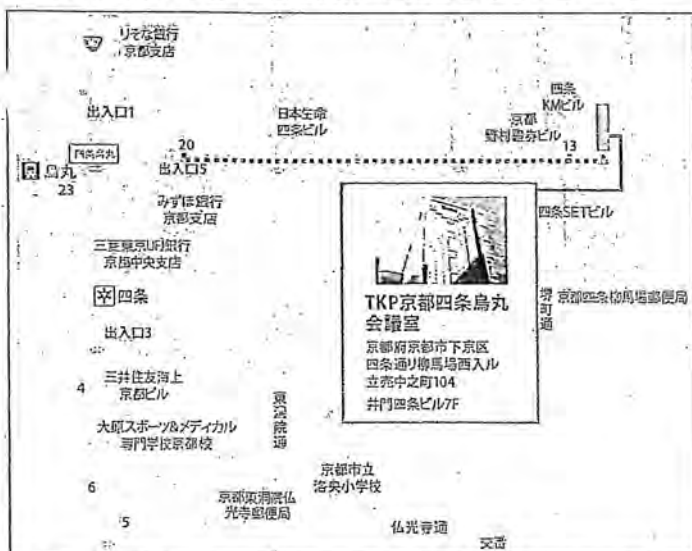 りそな銀行
京都支店
四条
KMビル
出入口1
日本生命
四条ビル
京都
野村證券ビル
四条烏丸
20
13
烏丸
23
出入口5
みずほ銀行
京都支店
四条SETビル
三菱東京UFJ銀行
京都中央支店
四条
TKP京都四条烏丸
会議室
京都府京都市下京区
四条通り柳馬場西入ル
立売中之町104
井門四条ビル7F
堺町通
京都四条柳馬場郵便局
出入口3
4
三井住友海上
京都ビル
東洞院通
大原スポーツ&メディカル
専門学校京都校
京都市立
洛央小学校
6
京都東洞院仏
光寺郵便局
5
仏光寺通
交番